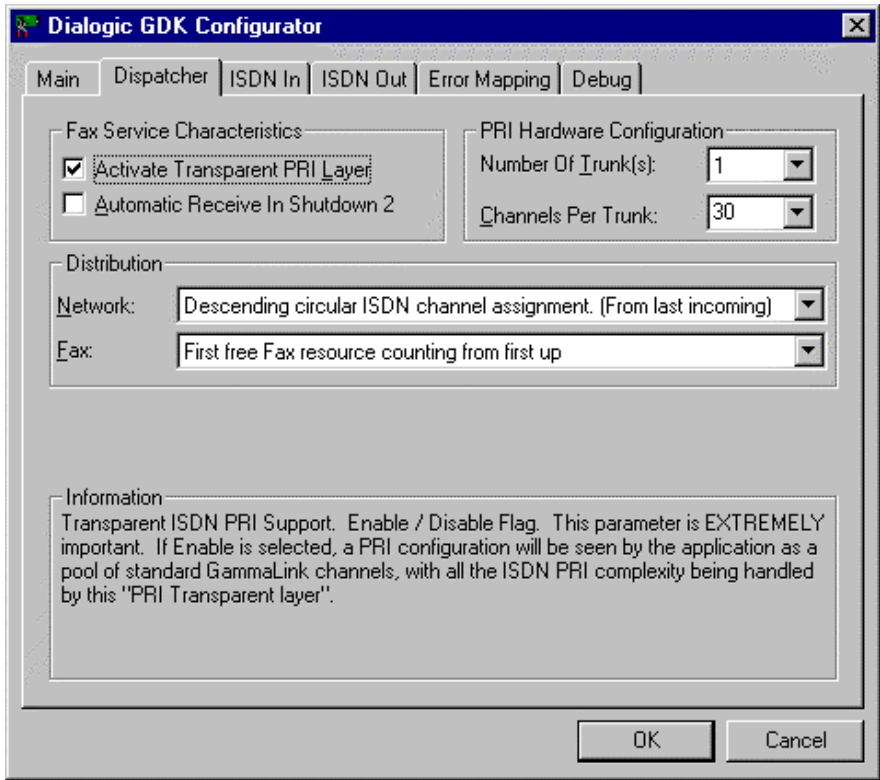 Dialogic GDK Configurator
Main
Dispatcher
ISDN In
ISDN Out
Error Mapping
Debug
Fax Service Characteristics
Activate Transparent PRI Layer
Automatic Receive In Shutdown 2
PRI Hardware Configuration
Number Of Trunk(s): 1
Channels Per Trunk: 30
Distribution
Network: Descending circular ISDN channel assignment. (From last incoming)
Fax: First free Fax resource counting from first up
Information
Transparent ISDN PRI Support. Enable / Disable Flag. This parameter is EXTREMELY
important. If Enable is selected, a PRI configuration will be seen by the application as a
pool of standard GammaLink channels, with all the ISDN PRI complexity being handled
by this "PRI Transparent layer".
OK
Cancel